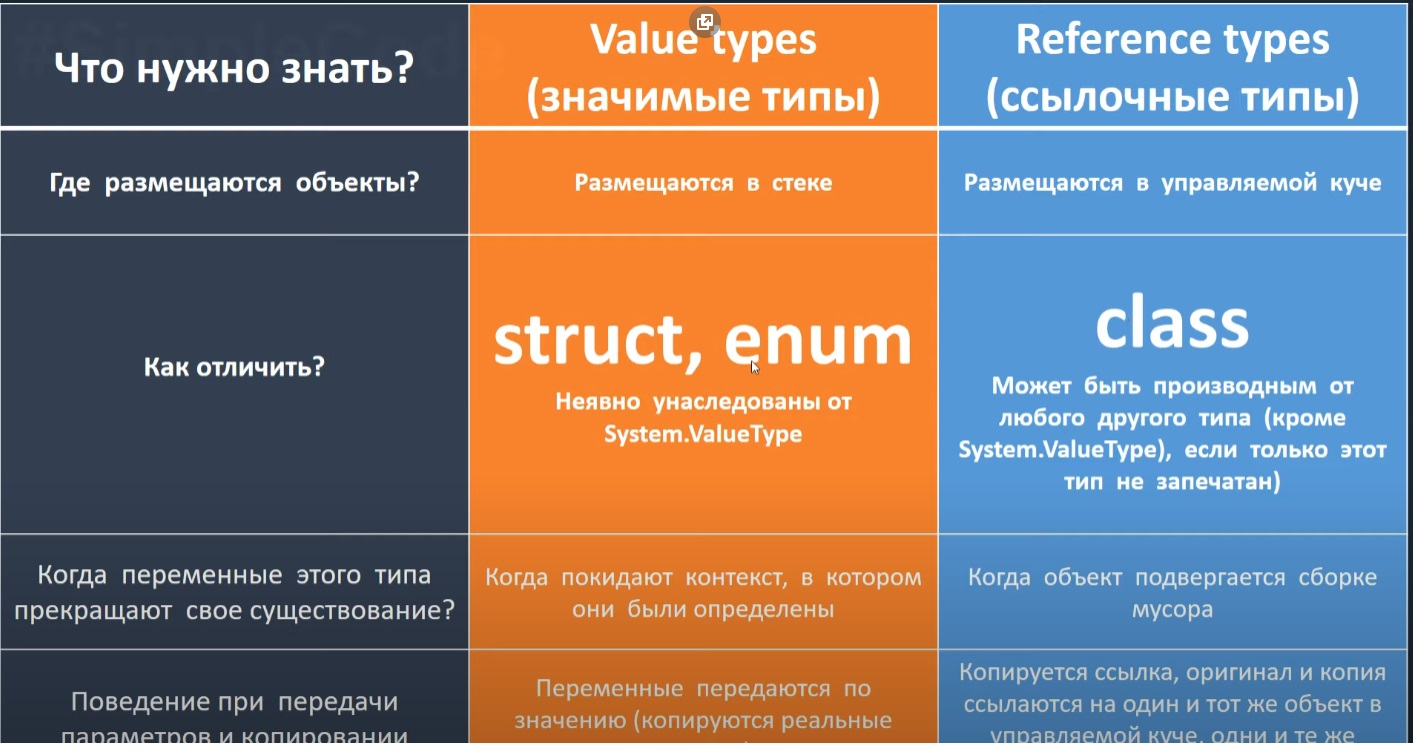 Что нужно знать?
Value types
(значимые типы)
Reference types
(ссылочные типы)
Где размещаются объекты?
Размещаются в стеке
Размещаются в управляемой куче
Как отличить?
struct, enum
Неявно унаследованы от
System.ValueType
class
Может быть производным от
любого другого типа (кроме
System.ValueType), если только этот
тип не запечатан)
Когда переменные этого типа
прекращают свое существование?
Когда покидают контекст, в котором
они были определены
Когда объект подвергается сборке
мусора
Поведение при передачи
параметров и копировании
Переменные передаются по
значению (копируются реальные
Копируется ссылка, оригинал и копия
ссылаются на один и тот же объект в
управляемой куче, одни и те же